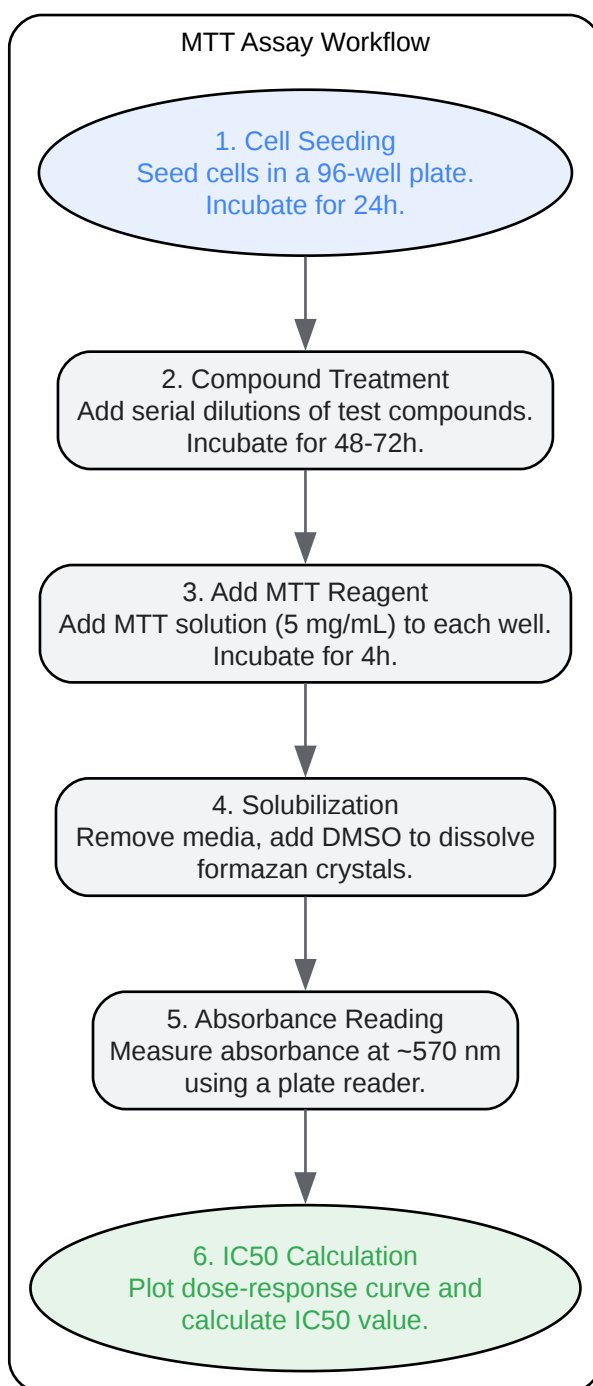 MTT Assay Workflow
1. Cell Seeding
Seed cells in a 96-well plate.
Incubate for 24h.
2. Compound Treatment
Add serial dilutions of test compounds.
Incubate for 48-72h.
3. Add MTT Reagent
Add MTT solution (5 mg/mL) to each well.
Incubate for 4h.
4. Solubilization
Remove media, add DMSO to dissolve
formazan crystals.
5. Absorbance Reading
Measure absorbance at ~570 nm
using a plate reader.
6. IC50 Calculation
Plot dose-response curve and
calculate IC50 value.